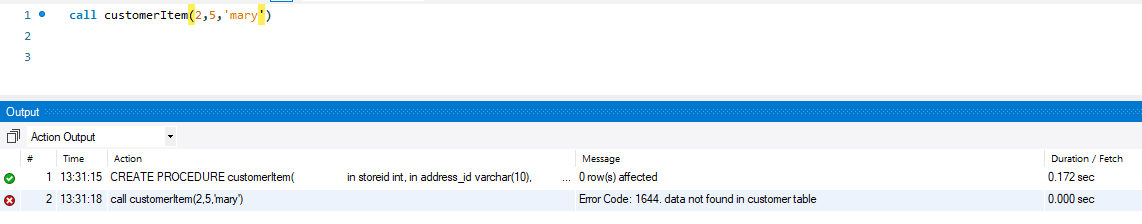 1 call customerItem(2,5,'mary')
2
3
Output
Action Output
# Time Action Message Duration / Fetch
1 13:31:15 CREATE PROCEDURE customerItem( in storeid int, in address_id varchar(10), ... 0 row(s) affected 0.172 sec
2 13:31:18 call customerItem(2,5,'mary') Error Code: 1644. data not found in customer table 0.000 sec